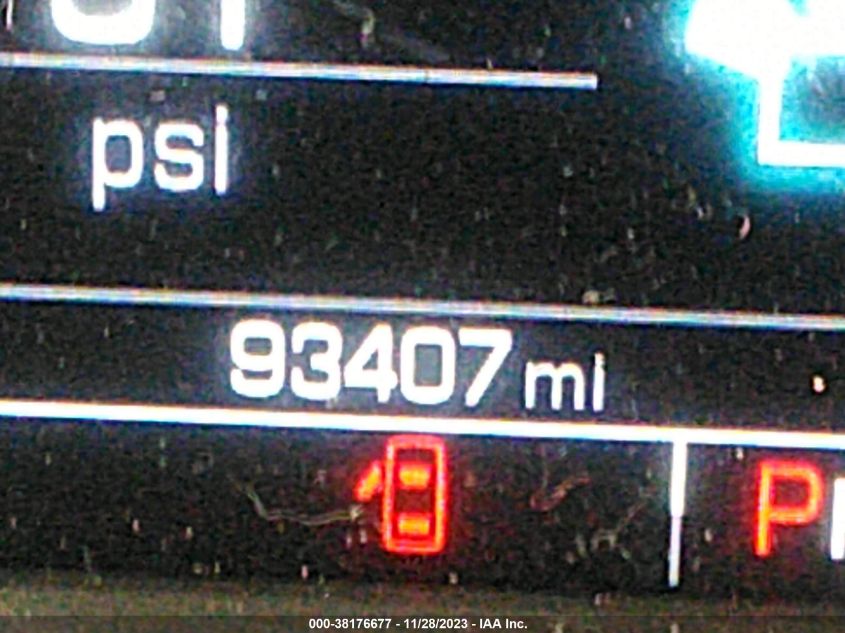 psi
93407 mi
P
000-38176677 - 11/28/2023 - IAA Inc.